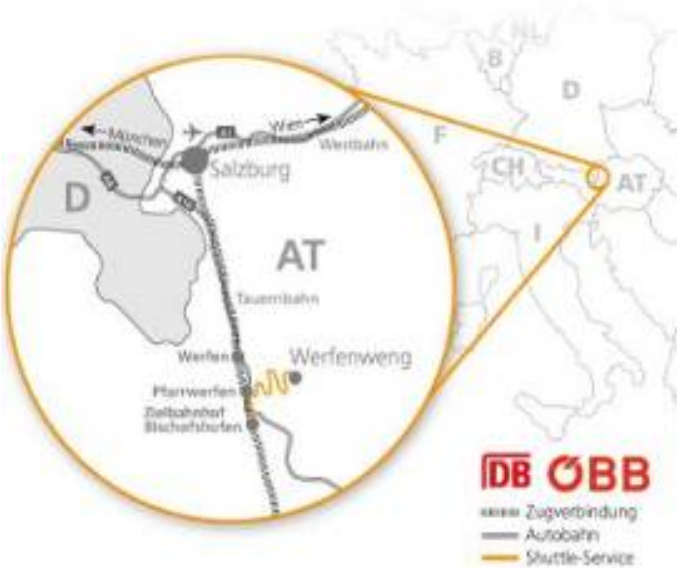 NL
B
D
F
CH
AT
I
München
Wien
Westbahn
Salzburg
D
AT
Tauernbahn
Werfen
Werfenweng
Pfarrwerfen
Zielbahnhof
Bischofshofen
DB ÖBB
Zugverbindung
Autobahn
Shuttle-Service